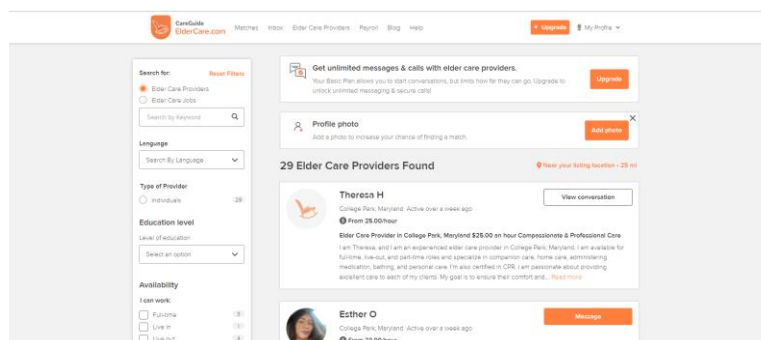 CareGuide
ElderCare.com
Matches Inbox Elder Care Providers Payroll Blog Help
+ Upgrade
My Profile
Search for: Reset Filters
Elder Care Providers
Elder Care Jobs
Search by Keyword
Language
Search By Language
Type of Provider
Individuals 29
Education level
Level of education
Select an option
Availability
I can work:
Full-time 3
Live in 1
Live out 4
Get unlimited messages & calls with elder care providers.
Your Basic Plan allows you to start conversations, but limits how far they can go. Upgrade to
unlock unlimited messaging & secure calls!
Upgrade
Profile photo
Add a photo to increase your chance of finding a match.
Add photo
29 Elder Care Providers Found
Near your listing location - 25 mi
Theresa H
College Park, Maryland. Active over a week ago
From 25.00/hour
View conversation
Elder Care Provider in College Park, Maryland $25.00 an hour Compassionate & Professional Care
I am Theresa, and I am an experienced elder care provider in College Park, Maryland. I am available for
full-time, live-out, and part-time roles and specialize in companion care, home care, administering
medication, bathing, and personal care. I'm also certified in CPR. I am passionate about providing
excellent care to each of my clients. My goal is to ensure their comfort and... Read more
Esther O
College Park, Maryland. Active over a week ago
Message